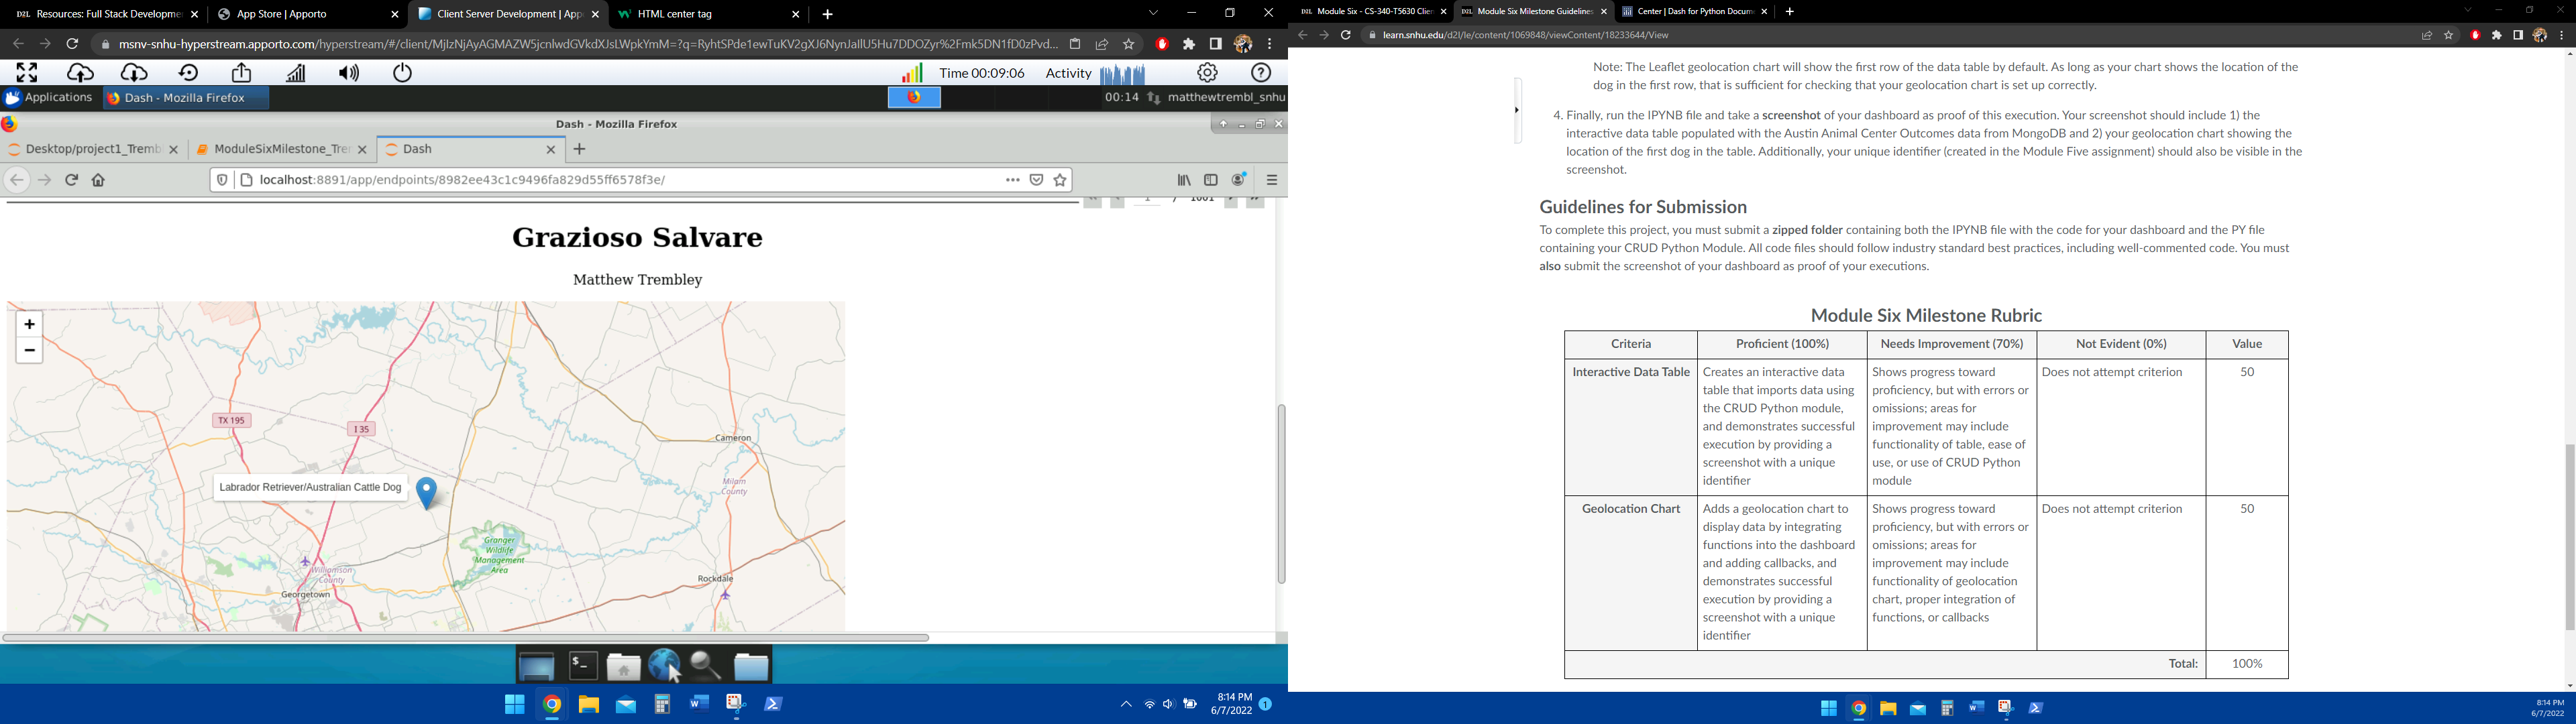 Resources: Full Stack Developme
App Store | Apporto
Client Server Development | App
HTML center tag
msnv-snhu-hyperstream.apporto.com/hyperstream/#/client/
Time 00:09:06
Activity
Applications
Dash - Mozilla Firefox
00:14
matthewtrembl_snhu
Dash - Mozilla Firefox
Desktop/project1_Tremb
ModuleSixMilestone_Tre
Dash
localhost:8891/app/endpoints/8982ee43c1c9496fa829d55ff6578f3e/
Grazioso Salvare
Matthew Trembley
+
−
TX 195
I 35
Cameron
Milam
County
Labrador Retriever/Australian Cattle Dog
Granger
Wildlife
Management
Area
Williamson
County
Georgetown
Rockdale
8:14 PM
6/7/2022
1
Module Six - CS-340-T5630 Clien
Module Six Milestone Guidelines
Center | Dash for Python Docum
learn.snhu.edu/d2l/le/content/1069848/viewContent/18233644/View
Note: The Leaflet geolocation chart will show the first row of the data table by default. As long as your chart shows the location of the
dog in the first row, that is sufficient for checking that your geolocation chart is set up correctly.
4. Finally, run the IPYNB file and take a screenshot of your dashboard as proof of this execution. Your screenshot should include 1) the
interactive data table populated with the Austin Animal Center Outcomes data from MongoDB and 2) your geolocation chart showing the
location of the first dog in the table. Additionally, your unique identifier (created in the Module Five assignment) should also be visible in the
screenshot.
Guidelines for Submission
To complete this project, you must submit a zipped folder containing both the IPYNB file with the code for your dashboard and the PY file
containing your CRUD Python Module. All code files should follow industry standard best practices, including well-commented code. You must
also submit the screenshot of your dashboard as proof of your executions.
Module Six Milestone Rubric
Criteria
Proficient (100%)
Needs Improvement (70%)
Not Evident (0%)
Value
Interactive Data Table
Creates an interactive data
table that imports data using
the CRUD Python module,
and demonstrates successful
execution by providing a
screenshot with a unique
identifier
Shows progress toward
proficiency, but with errors or
omissions; areas for
improvement may include
functionality of table, ease of
use, or use of CRUD Python
module
Does not attempt criterion
50
Geolocation Chart
Adds a geolocation chart to
display data by integrating
functions into the dashboard
and adding callbacks, and
demonstrates successful
execution by providing a
screenshot with a unique
identifier
Shows progress toward
proficiency, but with errors or
omissions; areas for
improvement may include
functionality of geolocation
chart, proper integration of
functions, or callbacks
Does not attempt criterion
50
Total:
100%
8:14 PM
6/7/2022